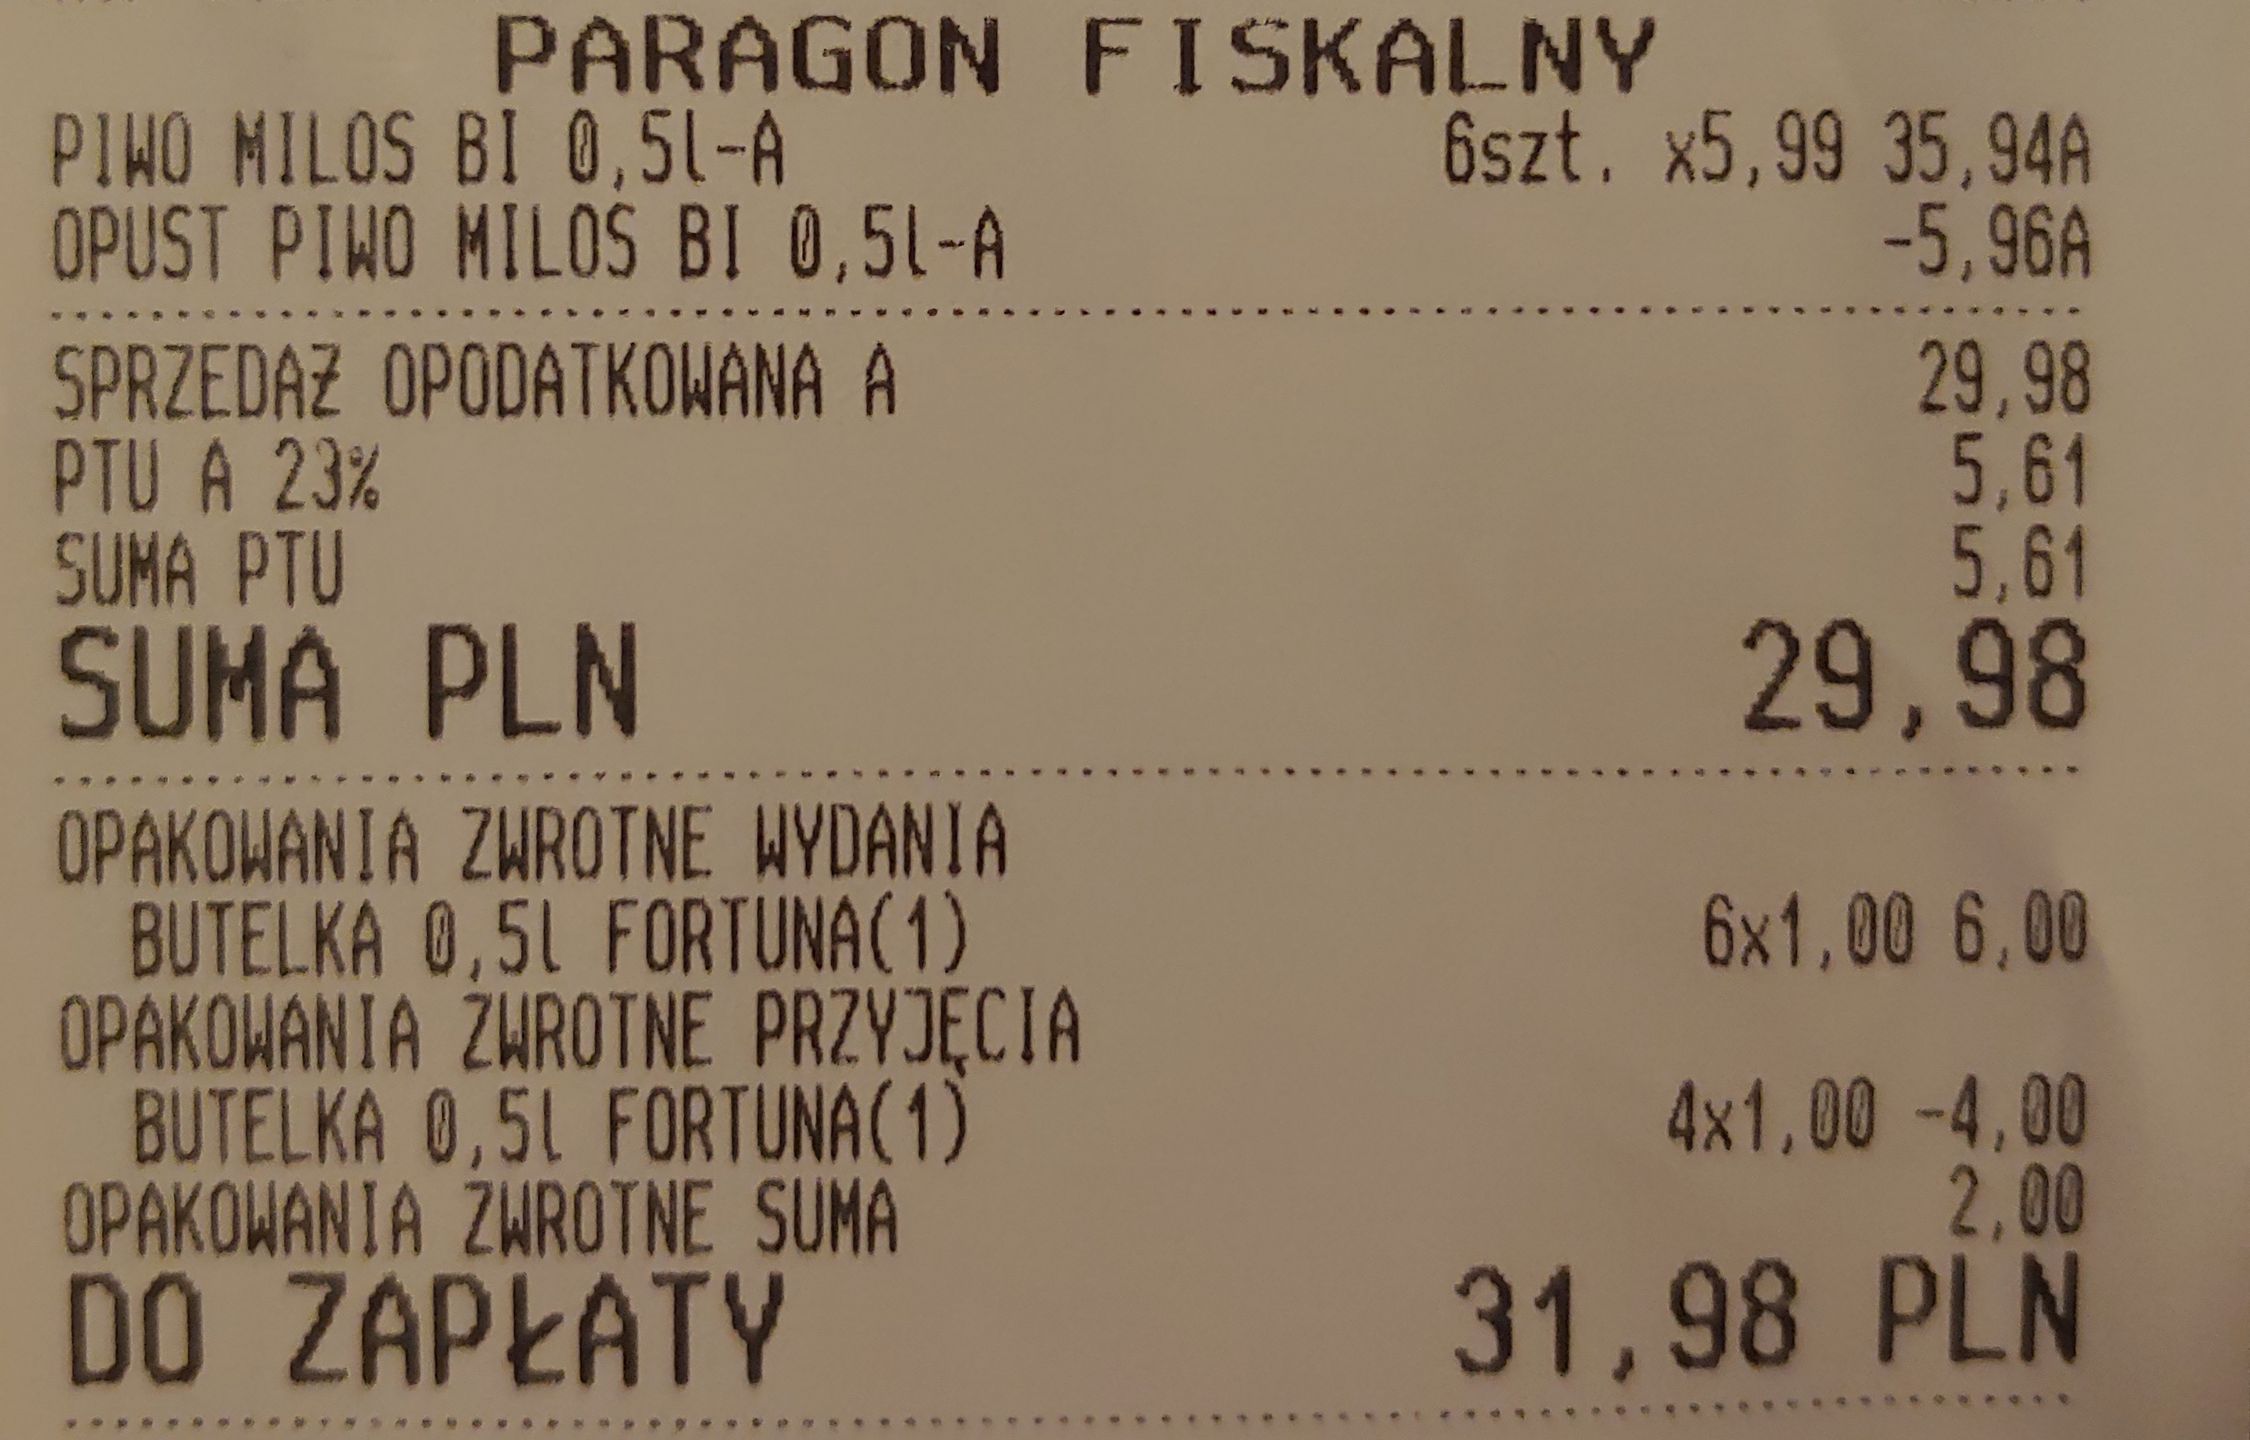 PARAGON FISKALNY
PIWO MILOS BI 0,5l-A 6szt. x5,99 35,94A
OPUST PIWO MILOS BI 0,5l-A -5,96A
SPRZEDAŻ OPODATKOWANA A 29,98
PTU A 23% 5,61
SUMA PTU 5,61
SUMA PLN 29,98
OPAKOWANIA ZWROTNE WYDANIA
BUTELKA 0,5l FORTUNA(1) 6x1,00 6,00
OPAKOWANIA ZWROTNE PRZYJĘCIA
BUTELKA 0,5l FORTUNA(1) 4x1,00 -4,00
OPAKOWANIA ZWROTNE SUMA 2,00
DO ZAPŁATY 31,98 PLN